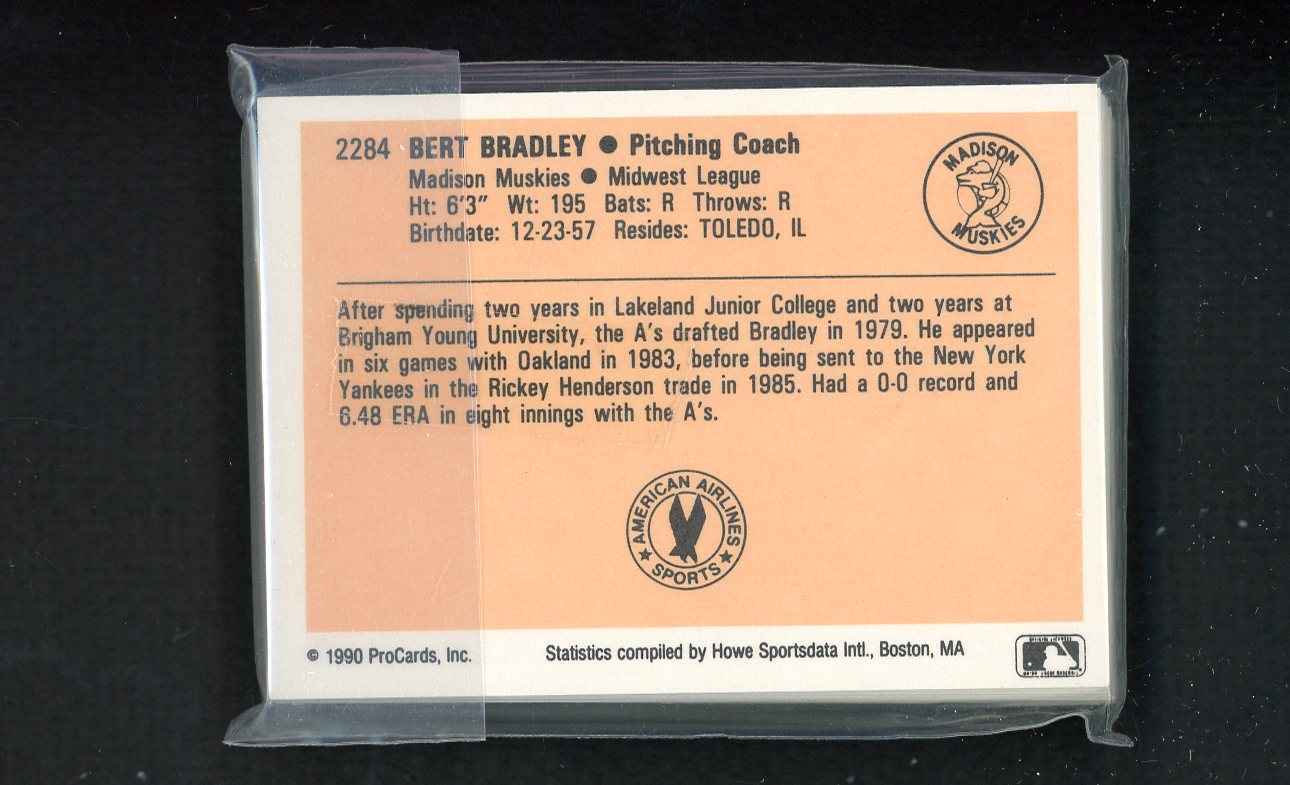 2284 BERT BRADLEY ● Pitching Coach
Madison Muskies ● Midwest League
Ht: 6'3" Wt: 195 Bats: R Throws: R
Birthdate: 12-23-57 Resides: TOLEDO, IL
MADISON
MUSKIES
After spending two years in Lakeland Junior College and two years at
Brigham Young University, the A's drafted Bradley in 1979. He appeared
in six games with Oakland in 1983, before being sent to the New York
Yankees in the Rickey Henderson trade in 1985. Had a 0-0 record and
6.48 ERA in eight innings with the A's.
AMERICAN AIRLINES
★ SPORTS ★
© 1990 ProCards, Inc.
Statistics compiled by Howe Sportsdata Intl., Boston, MA